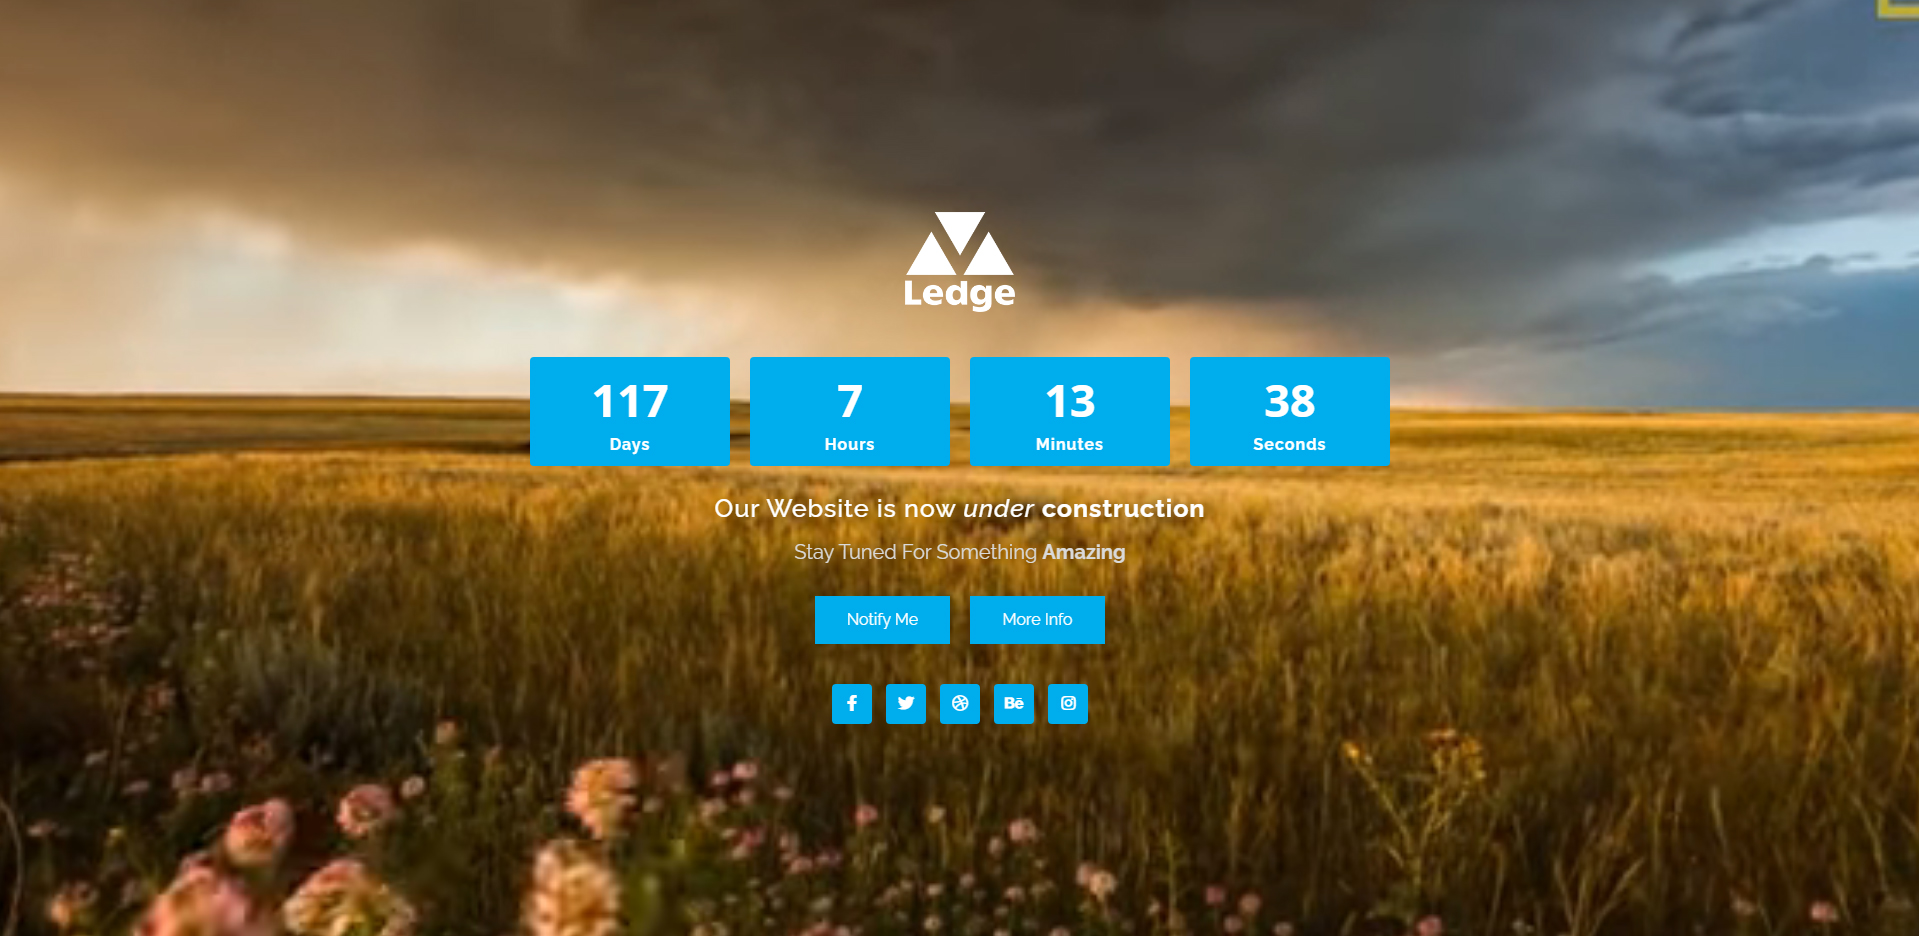 Ledge
117 7 13 38
Days Hours Minutes Seconds
Our Website is now under construction
Stay Tuned For Something Amazing
Notify Me More Info
Bē